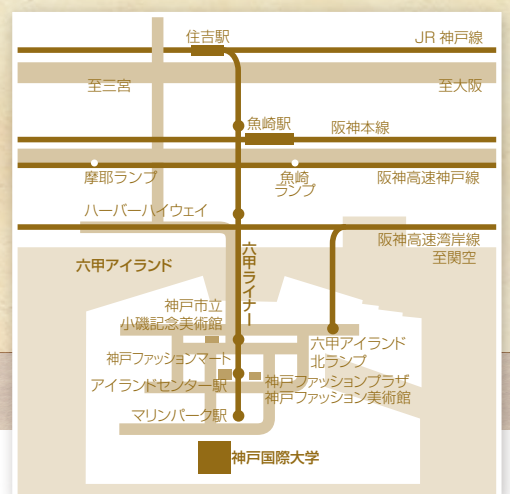 住吉駅
JR 神戸線
至三宮
至大阪
魚崎駅
阪神本線
摩耶ランプ
魚崎
ランプ
阪神高速神戸線
ハーバーハイウェイ
阪神高速湾岸線
至関空
六甲アイランド
六甲ライナー
神戸市立
小磯記念美術館
六甲アイランド
北ランプ
神戸ファッションマート
アイランドセンター駅
神戸ファッションプラザ
神戸ファッション美術館
マリンパーク駅
神戸国際大学